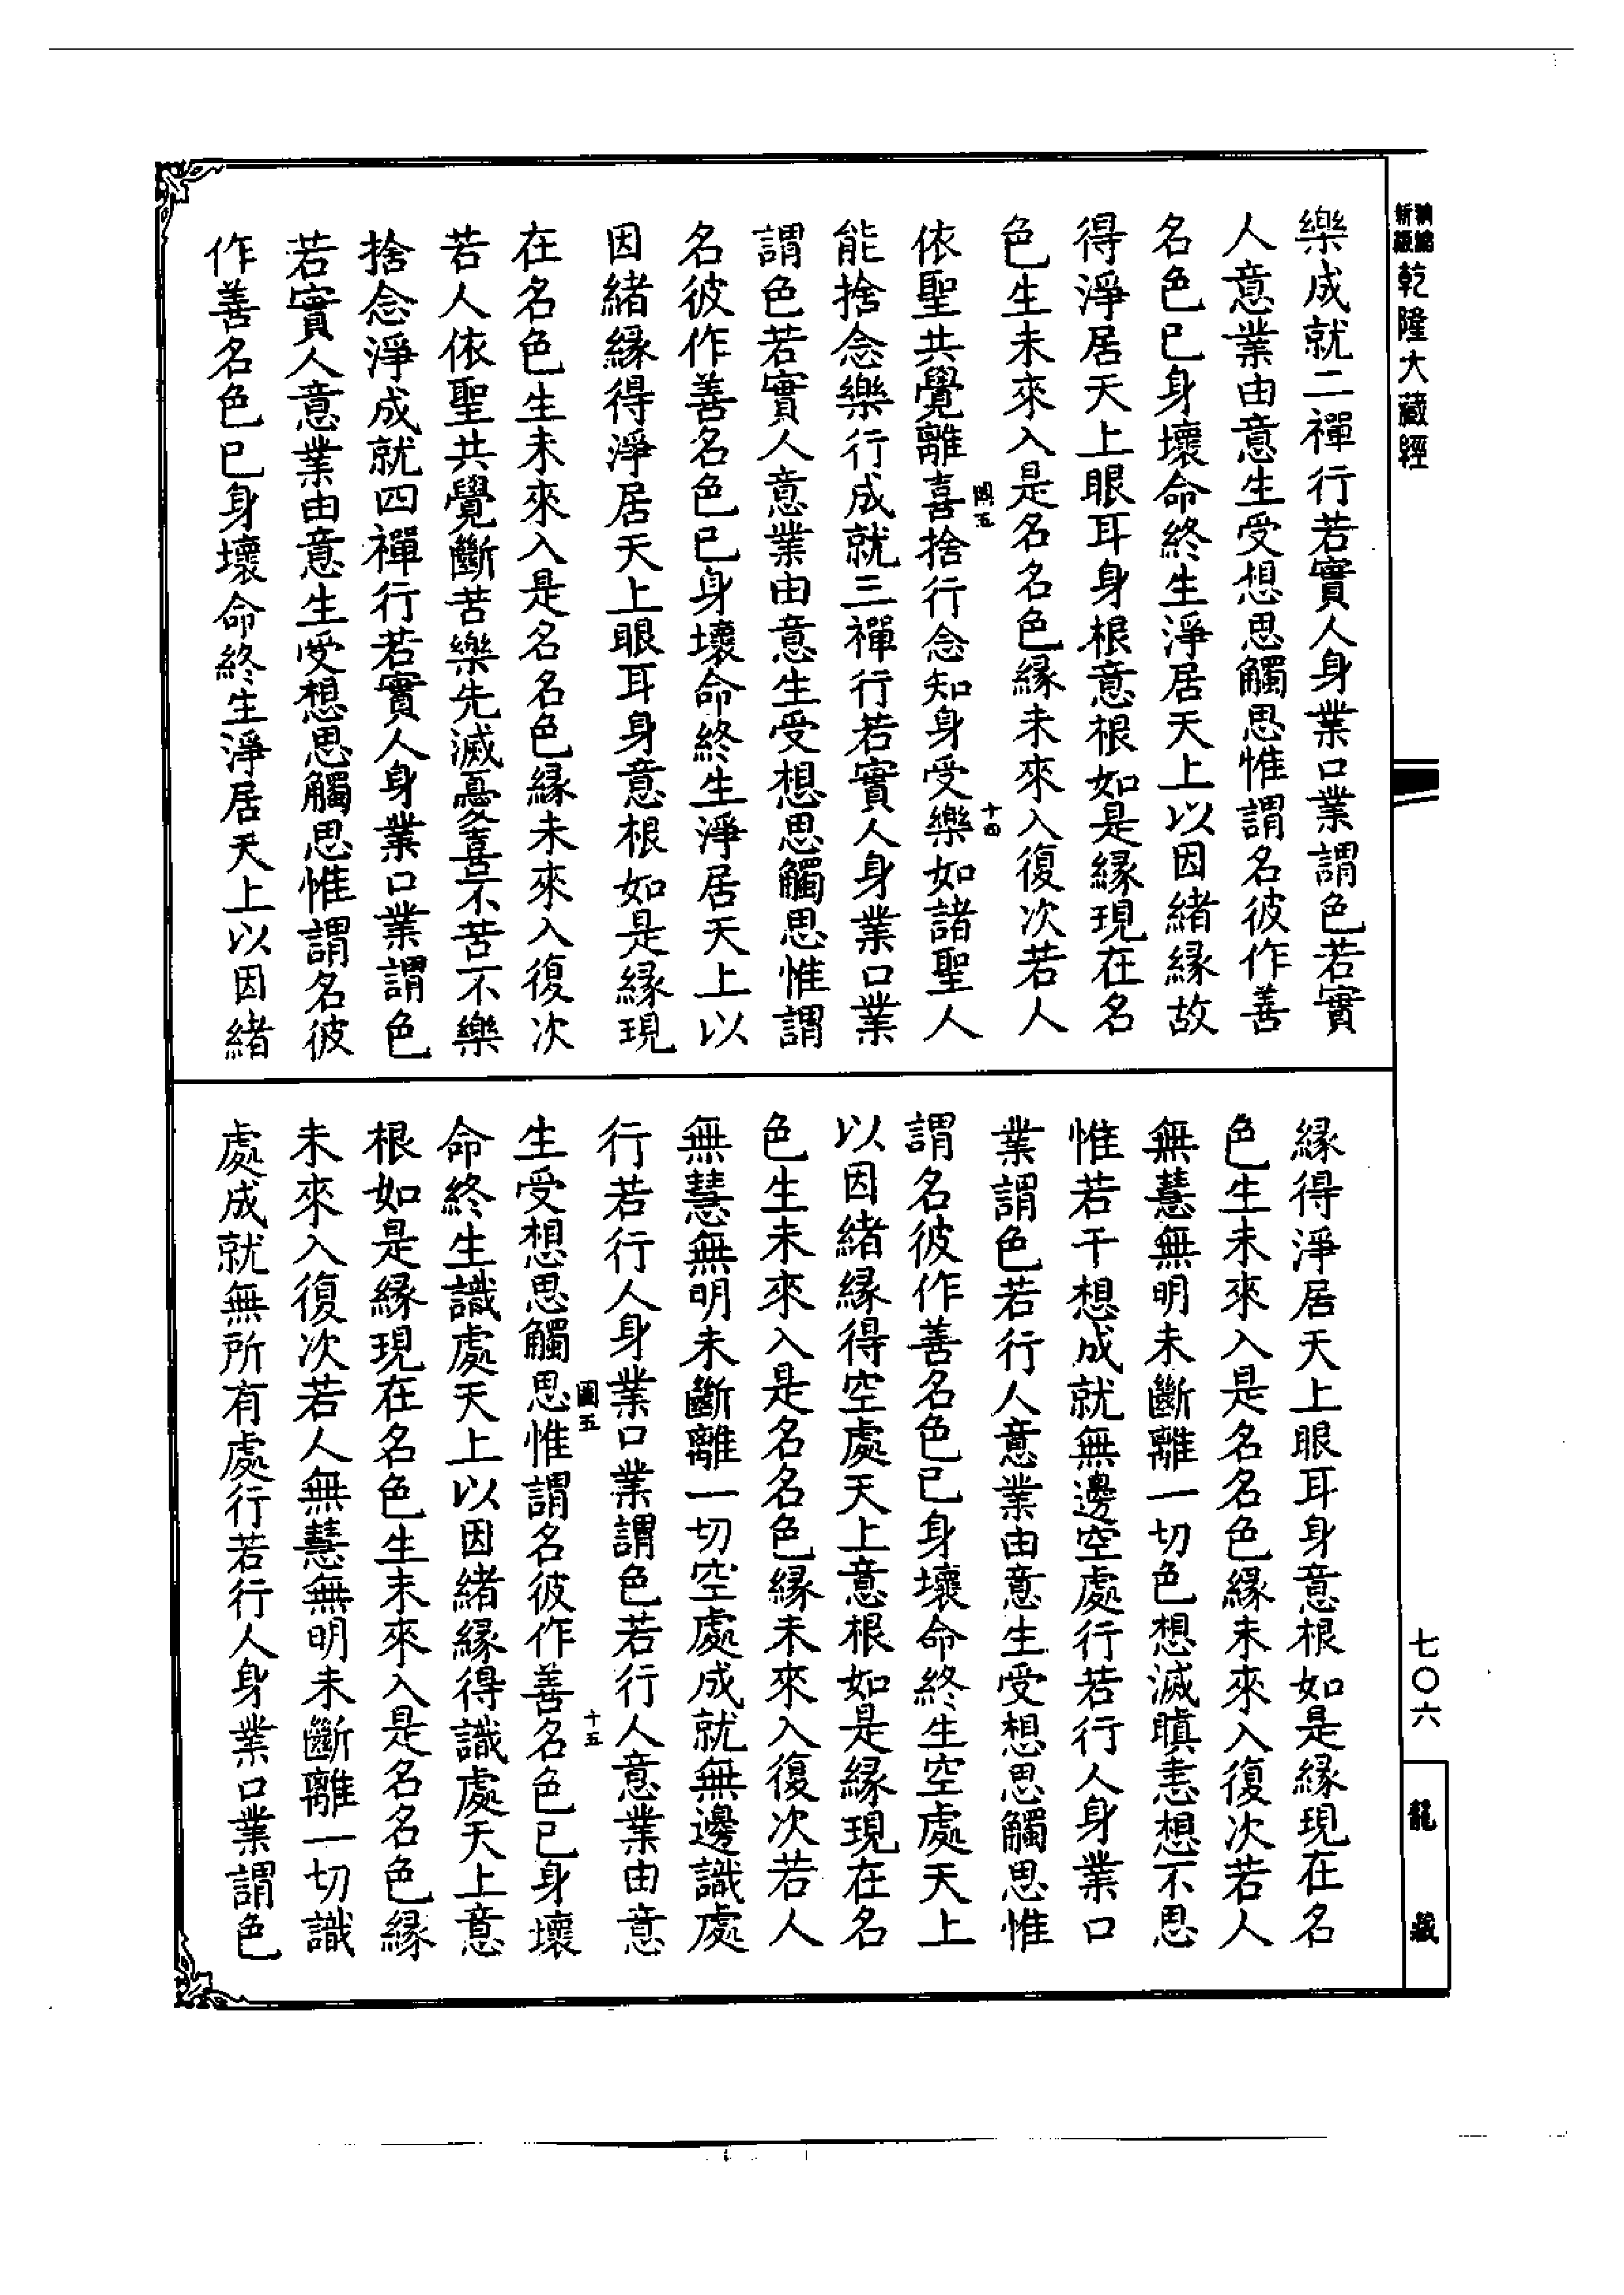 乾隆大藏經
樂成就二禪行若實人身業口業謂色若實
人意業由意生受想思觸思惟謂名彼作善
名色已身壞命終生淨居天上以因緒緣故
得淨居天上眼耳身根意根如是緣現在名
色生未來入是名名色緣未來入復次若人
圖五
十四
依聖共覺離喜捨行念知身受樂如諸聖人
能捨念樂行成就三禪行若實人身業口業
謂色若實人意業由意生受想思觸思惟謂
名彼作善名色已身壞命終生淨居天上以
因緒緣得淨居天上眼耳身意根如是緣現
在名色生未來入是名名色緣未來入復次
若人依聖共覺斷苦樂先滅憂喜不苦不樂
捨念淨成就四禪行若實人身業口業謂色
若實人意業由意生受想思觸思惟謂名彼
作善名色已身壞命終生淨居天上以因緒
緣得淨居天上眼耳身意根如是緣現在名
色生未來入是名名色緣未來入復次若人
無慧無明未斷離一切色想滅瞋恚想不思
惟若干想成就無邊空處行若行人身業口
業謂色若行人意業由意生受想思觸思惟
謂名彼作善名色已身壞命終生空處天上
以因緒緣得空處天上意根如是緣現在名
色生未來入是名名色緣未來入復次若人
無慧無明未斷離一切空處成就無邊識處
行若行人身業口業謂色若行人意業由意
圖五
十五
生受想思觸思惟謂名彼作善名色已身壞
命終生識處天上以因緒緣得識處天上意
根如是緣現在名色生未來入是名名色緣
未來入復次若人無慧無明未斷離一切識
處成就無所有處行若行人身業口業謂色
七〇六
龍藏